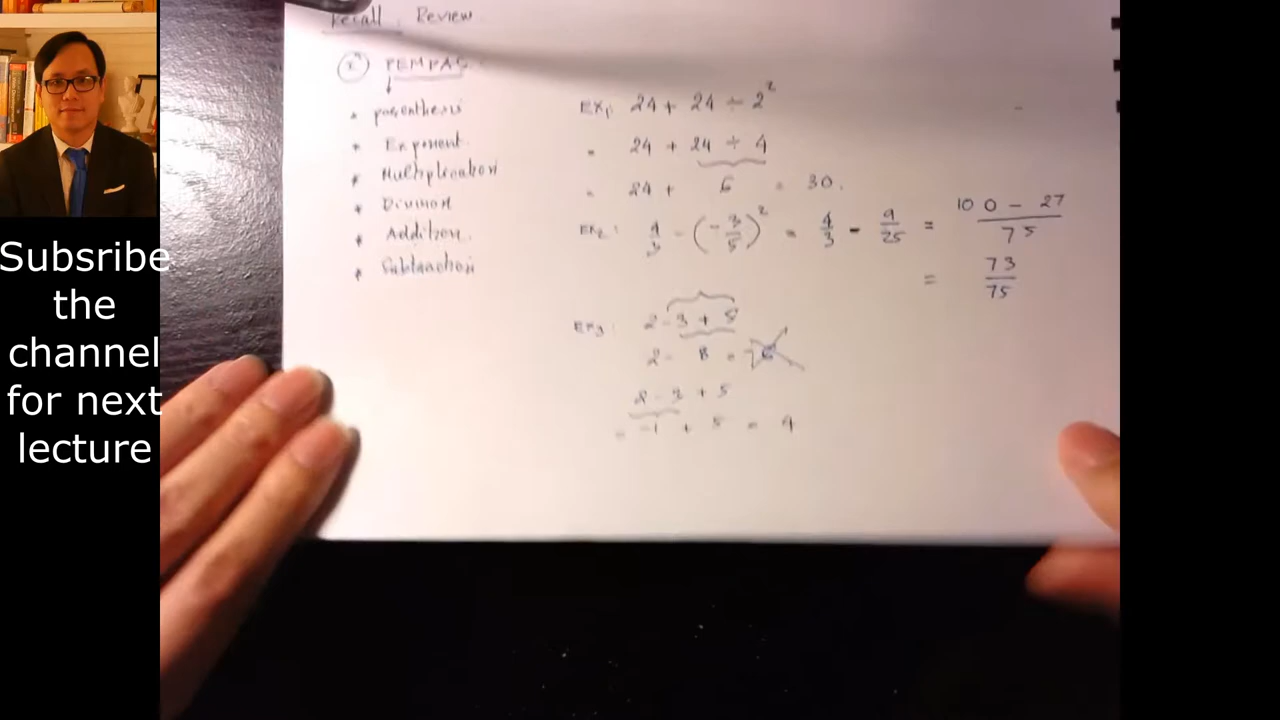 Subsribe
the
channel
for next
lecture
Recall Review
PEMDAS
* parenthesis
* Exponent
* Multiplication
* Division
* Addition
* Subtraction
EX1 24 + 24 ÷ 2²
= 24 + 24 ÷ 4
= 24 + 6 = 30.
EX2: 4/3 - (-3/5)² = 4/3 - 9/25 = 100 - 27 / 75
= 73/75
EX3: 2 - 3 + 5
2 - 8 =
2 - 3 + 5
= -1 + 5 = 4